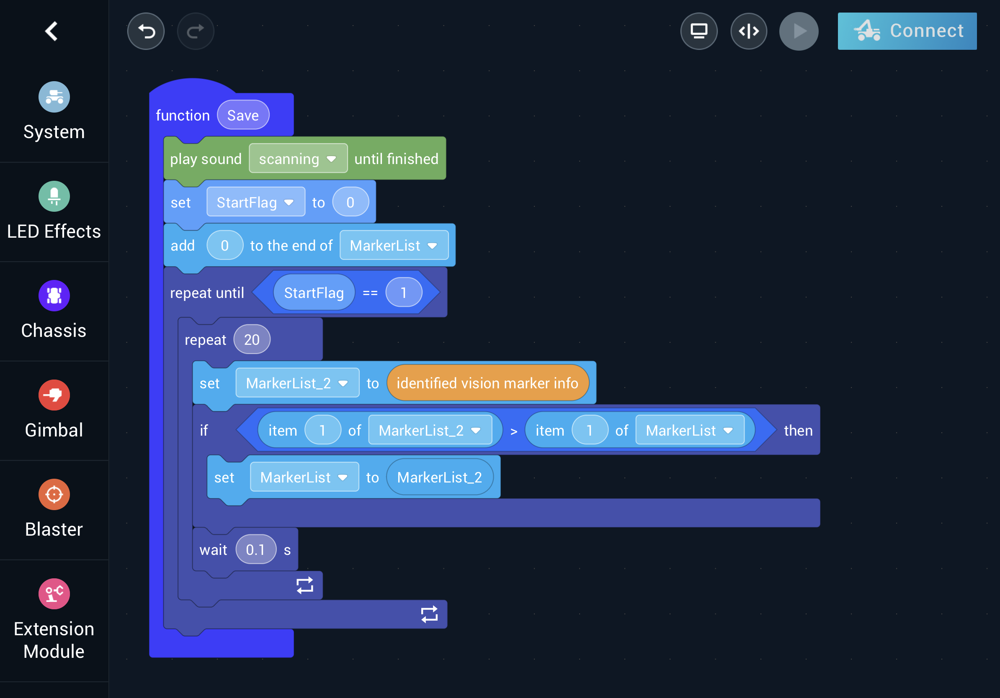 Connect
System
LED Effects
Chassis
Gimbal
Blaster
Extension
Module
function Save
play sound scanning until finished
set StartFlag to 0
add 0 to the end of MarkerList
repeat until StartFlag == 1
repeat 20
set MarkerList_2 to identified vision marker info
if item 1 of MarkerList_2 > item 1 of MarkerList then
set MarkerList to MarkerList_2
wait 0.1 s